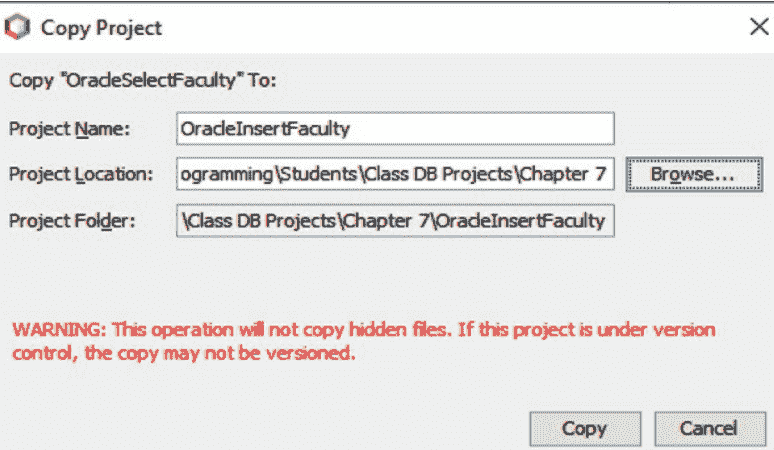 Copy Project
Copy "OracleSelectFaculty" To:
Project Name: OracleInsertFaculty
Project Location: ogramming\Students\Class DB Projects\Chapter 7 Browse...
Project Folder: \Class DB Projects\Chapter 7\OracleInsertFaculty
WARNING: This operation will not copy hidden files. If this project is under version
control, the copy may not be versioned.
Copy Cancel